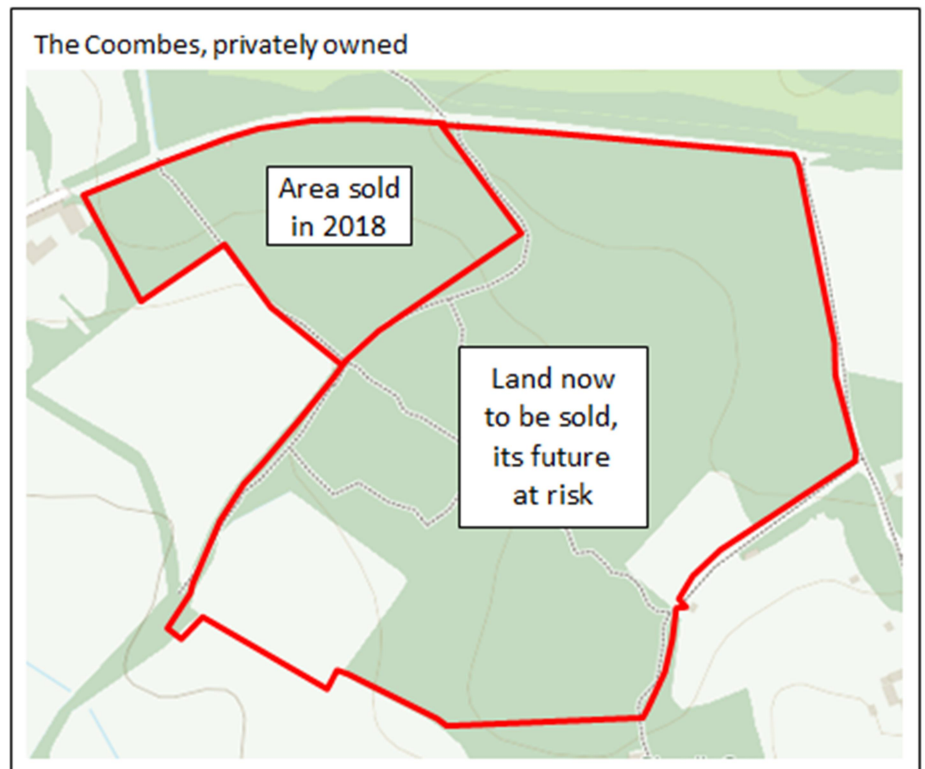 The Coombes, privately owned
Area sold
in 2018
Land now
to be sold,
its future
at risk